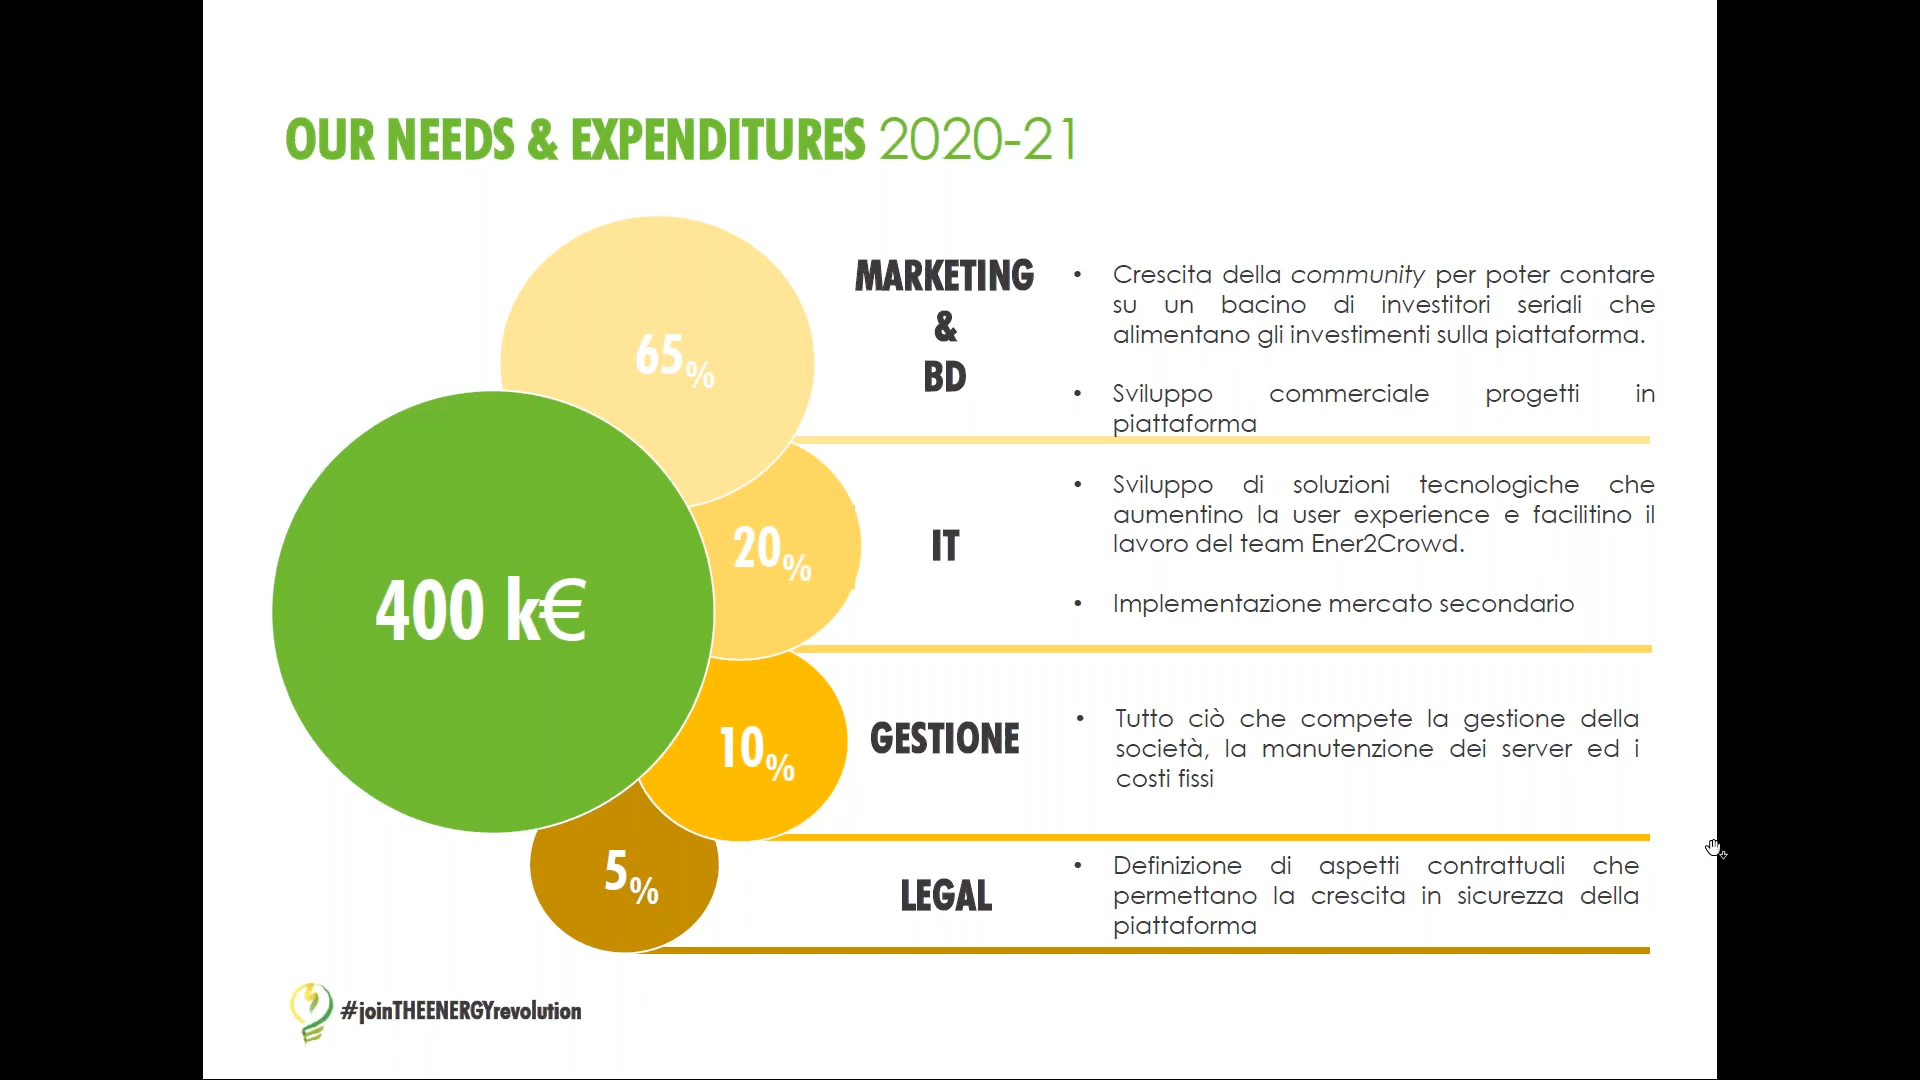 OUR NEEDS & EXPENDITURES 2020-21
400 k€
65%
MARKETING
&
BD
• Crescita della community per poter contare
su un bacino di investitori seriali che
alimentano gli investimenti sulla piattaforma.
• Sviluppo commerciale progetti in
piattaforma
20%
IT
• Sviluppo di soluzioni tecnologiche che
aumentino la user experience e facilitino il
lavoro del team Ener2Crowd.
• Implementazione mercato secondario
10%
GESTIONE
• Tutto ciò che compete la gestione della
società, la manutenzione dei server ed i
costi fissi
5%
LEGAL
• Definizione di aspetti contrattuali che
permettano la crescita in sicurezza della
piattaforma
#joinTHEENERGYrevolution